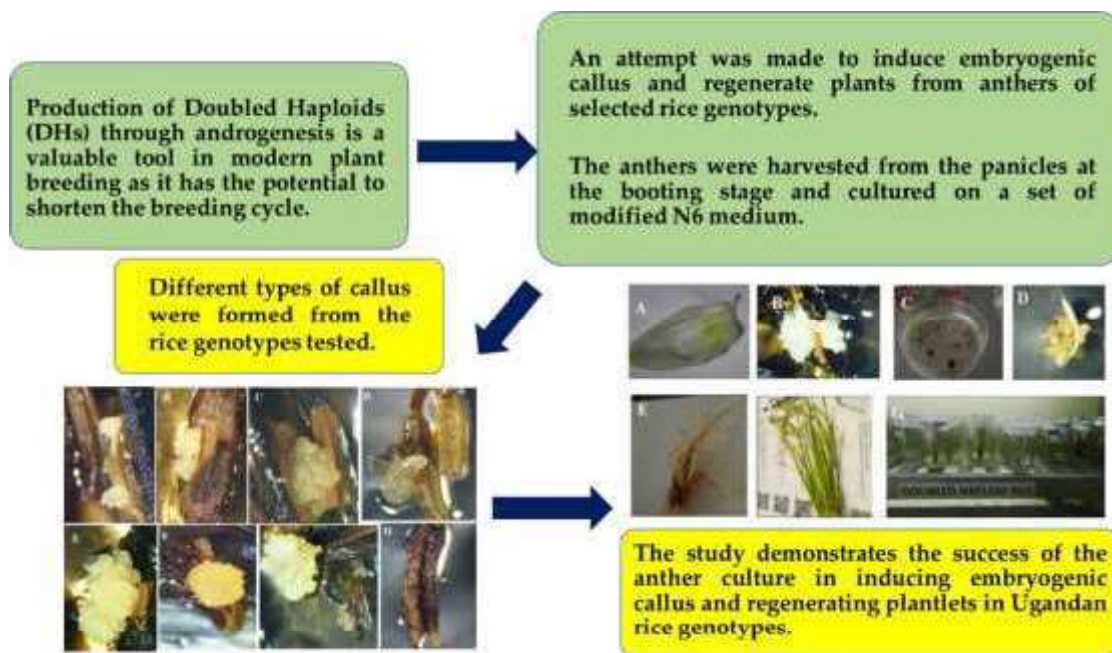 Production of Doubled Haploids
(DHs) through androgenesis is a
valuable tool in modern plant
breeding as it has the potential to
shorten the breeding cycle.
An attempt was made to induce embryogenic
callus and regenerate plants from anthers of
selected rice genotypes.
The anthers were harvested from the panicles at
the booting stage and cultured on a set of
modified N6 medium.
Different types of callus
were formed from the
rice genotypes tested.
A
B
C
D
E
DOUBLED HAPLOID RICE
The study demonstrates the success of the
anther culture in inducing embryogenic
callus and regenerating plantlets in Ugandan
rice genotypes.